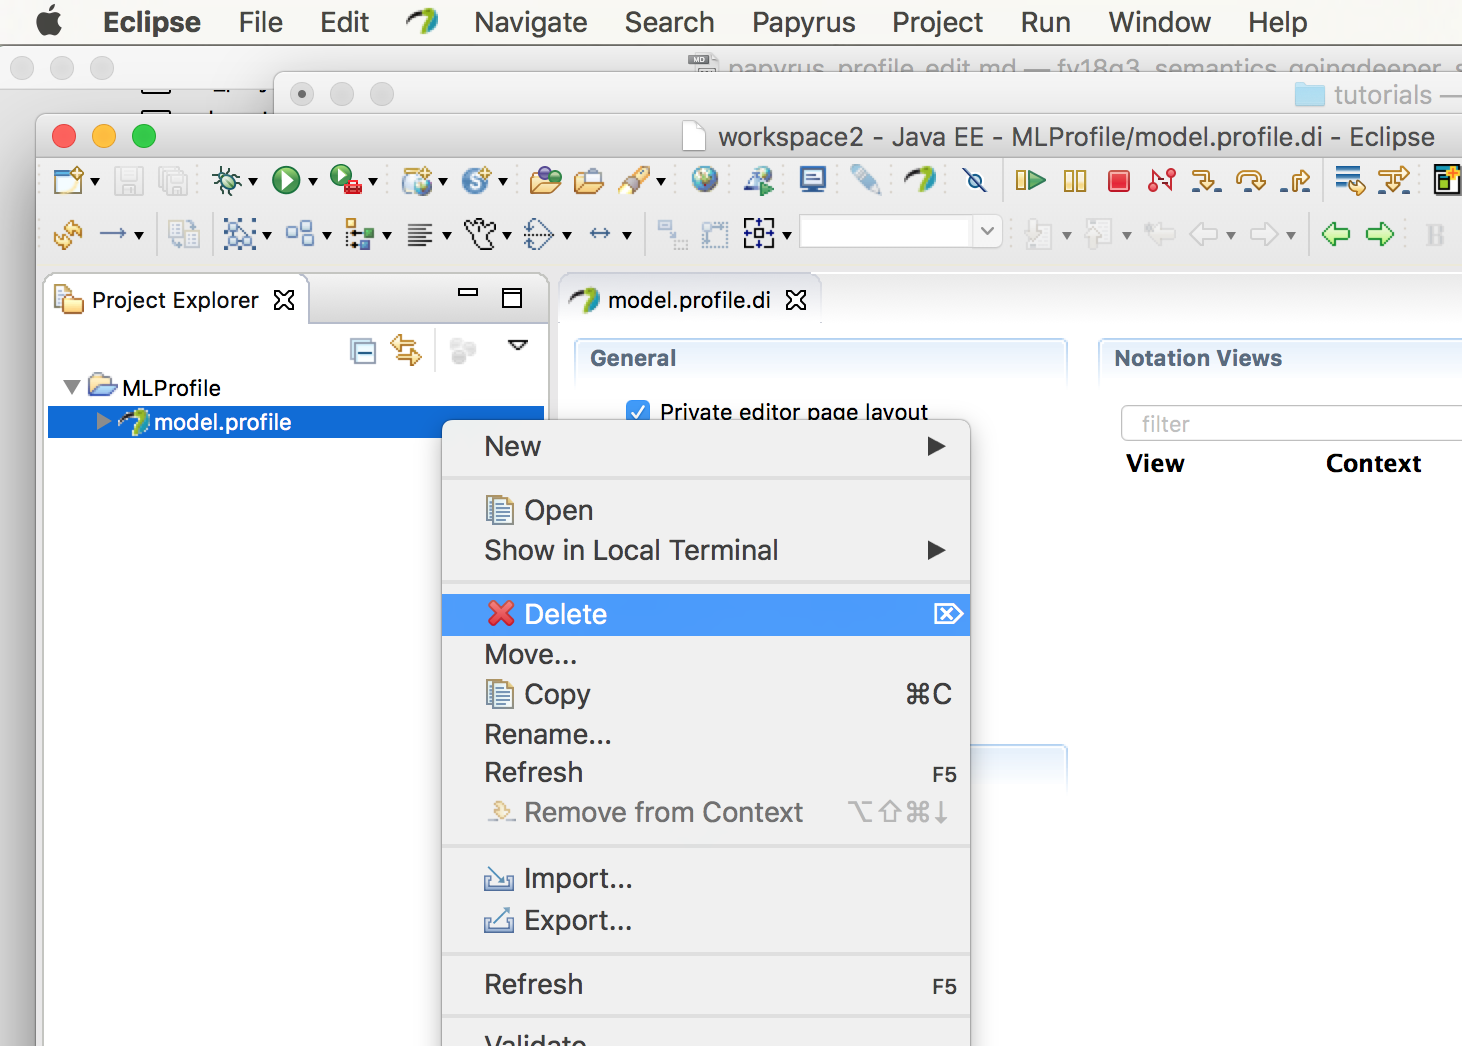 Eclipse File Edit Navigate Search Papyrus Project Run Window Help
papyrus_profile_edit.md — fy18q3_semantics_goingdeeper_s
tutorials —
workspace2 - Java EE - MLProfile/model.profile.di - Eclipse
B
Project Explorer
model.profile.di
General
Notation Views
MLProfile
model.profile
Private editor page layout
filter
View Context
New
Open
Show in Local Terminal
Delete
Move...
Copy ⌘C
Rename...
Refresh F5
Remove from Context ⌥⇧⌘↓
Import...
Export...
Refresh F5
Validate